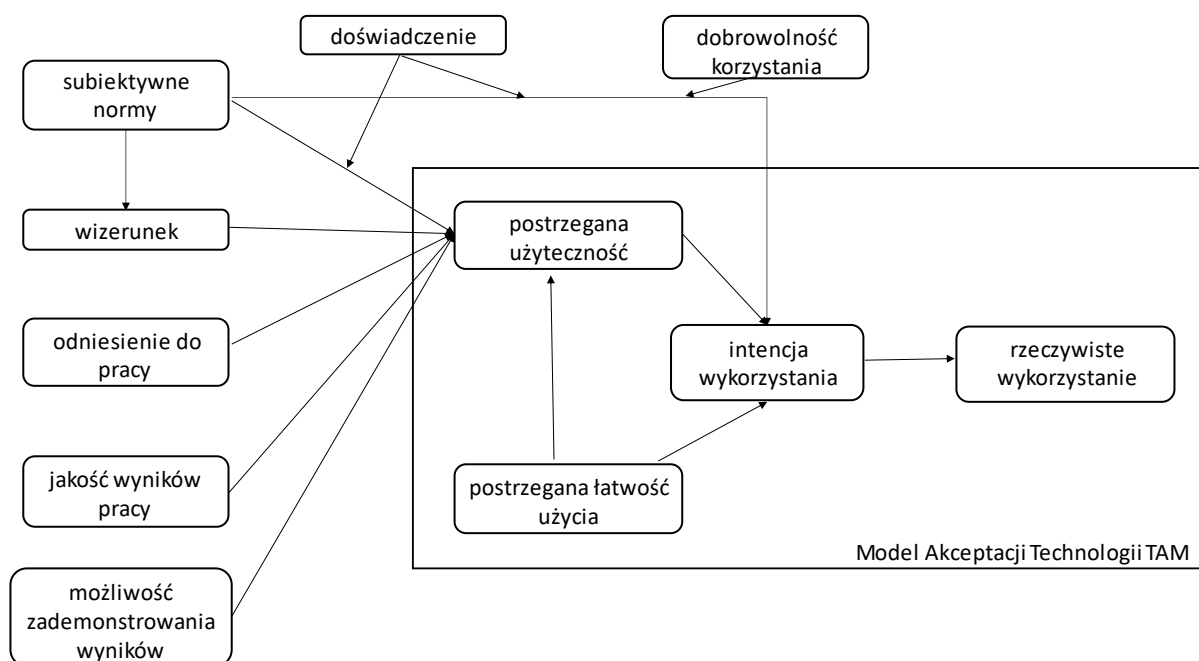 doświadczenie
dobrowolność
korzystania
subiektywne
normy
wizerunek
postrzegana
użyteczność
odniesienie do
pracy
intencja
wykorzystania
rzeczywiste
wykorzystanie
jakość wyników
pracy
postrzegana łatwość
użycia
Model Akceptacji Technologii TAM
możliwość
zademonstrowania
wyników